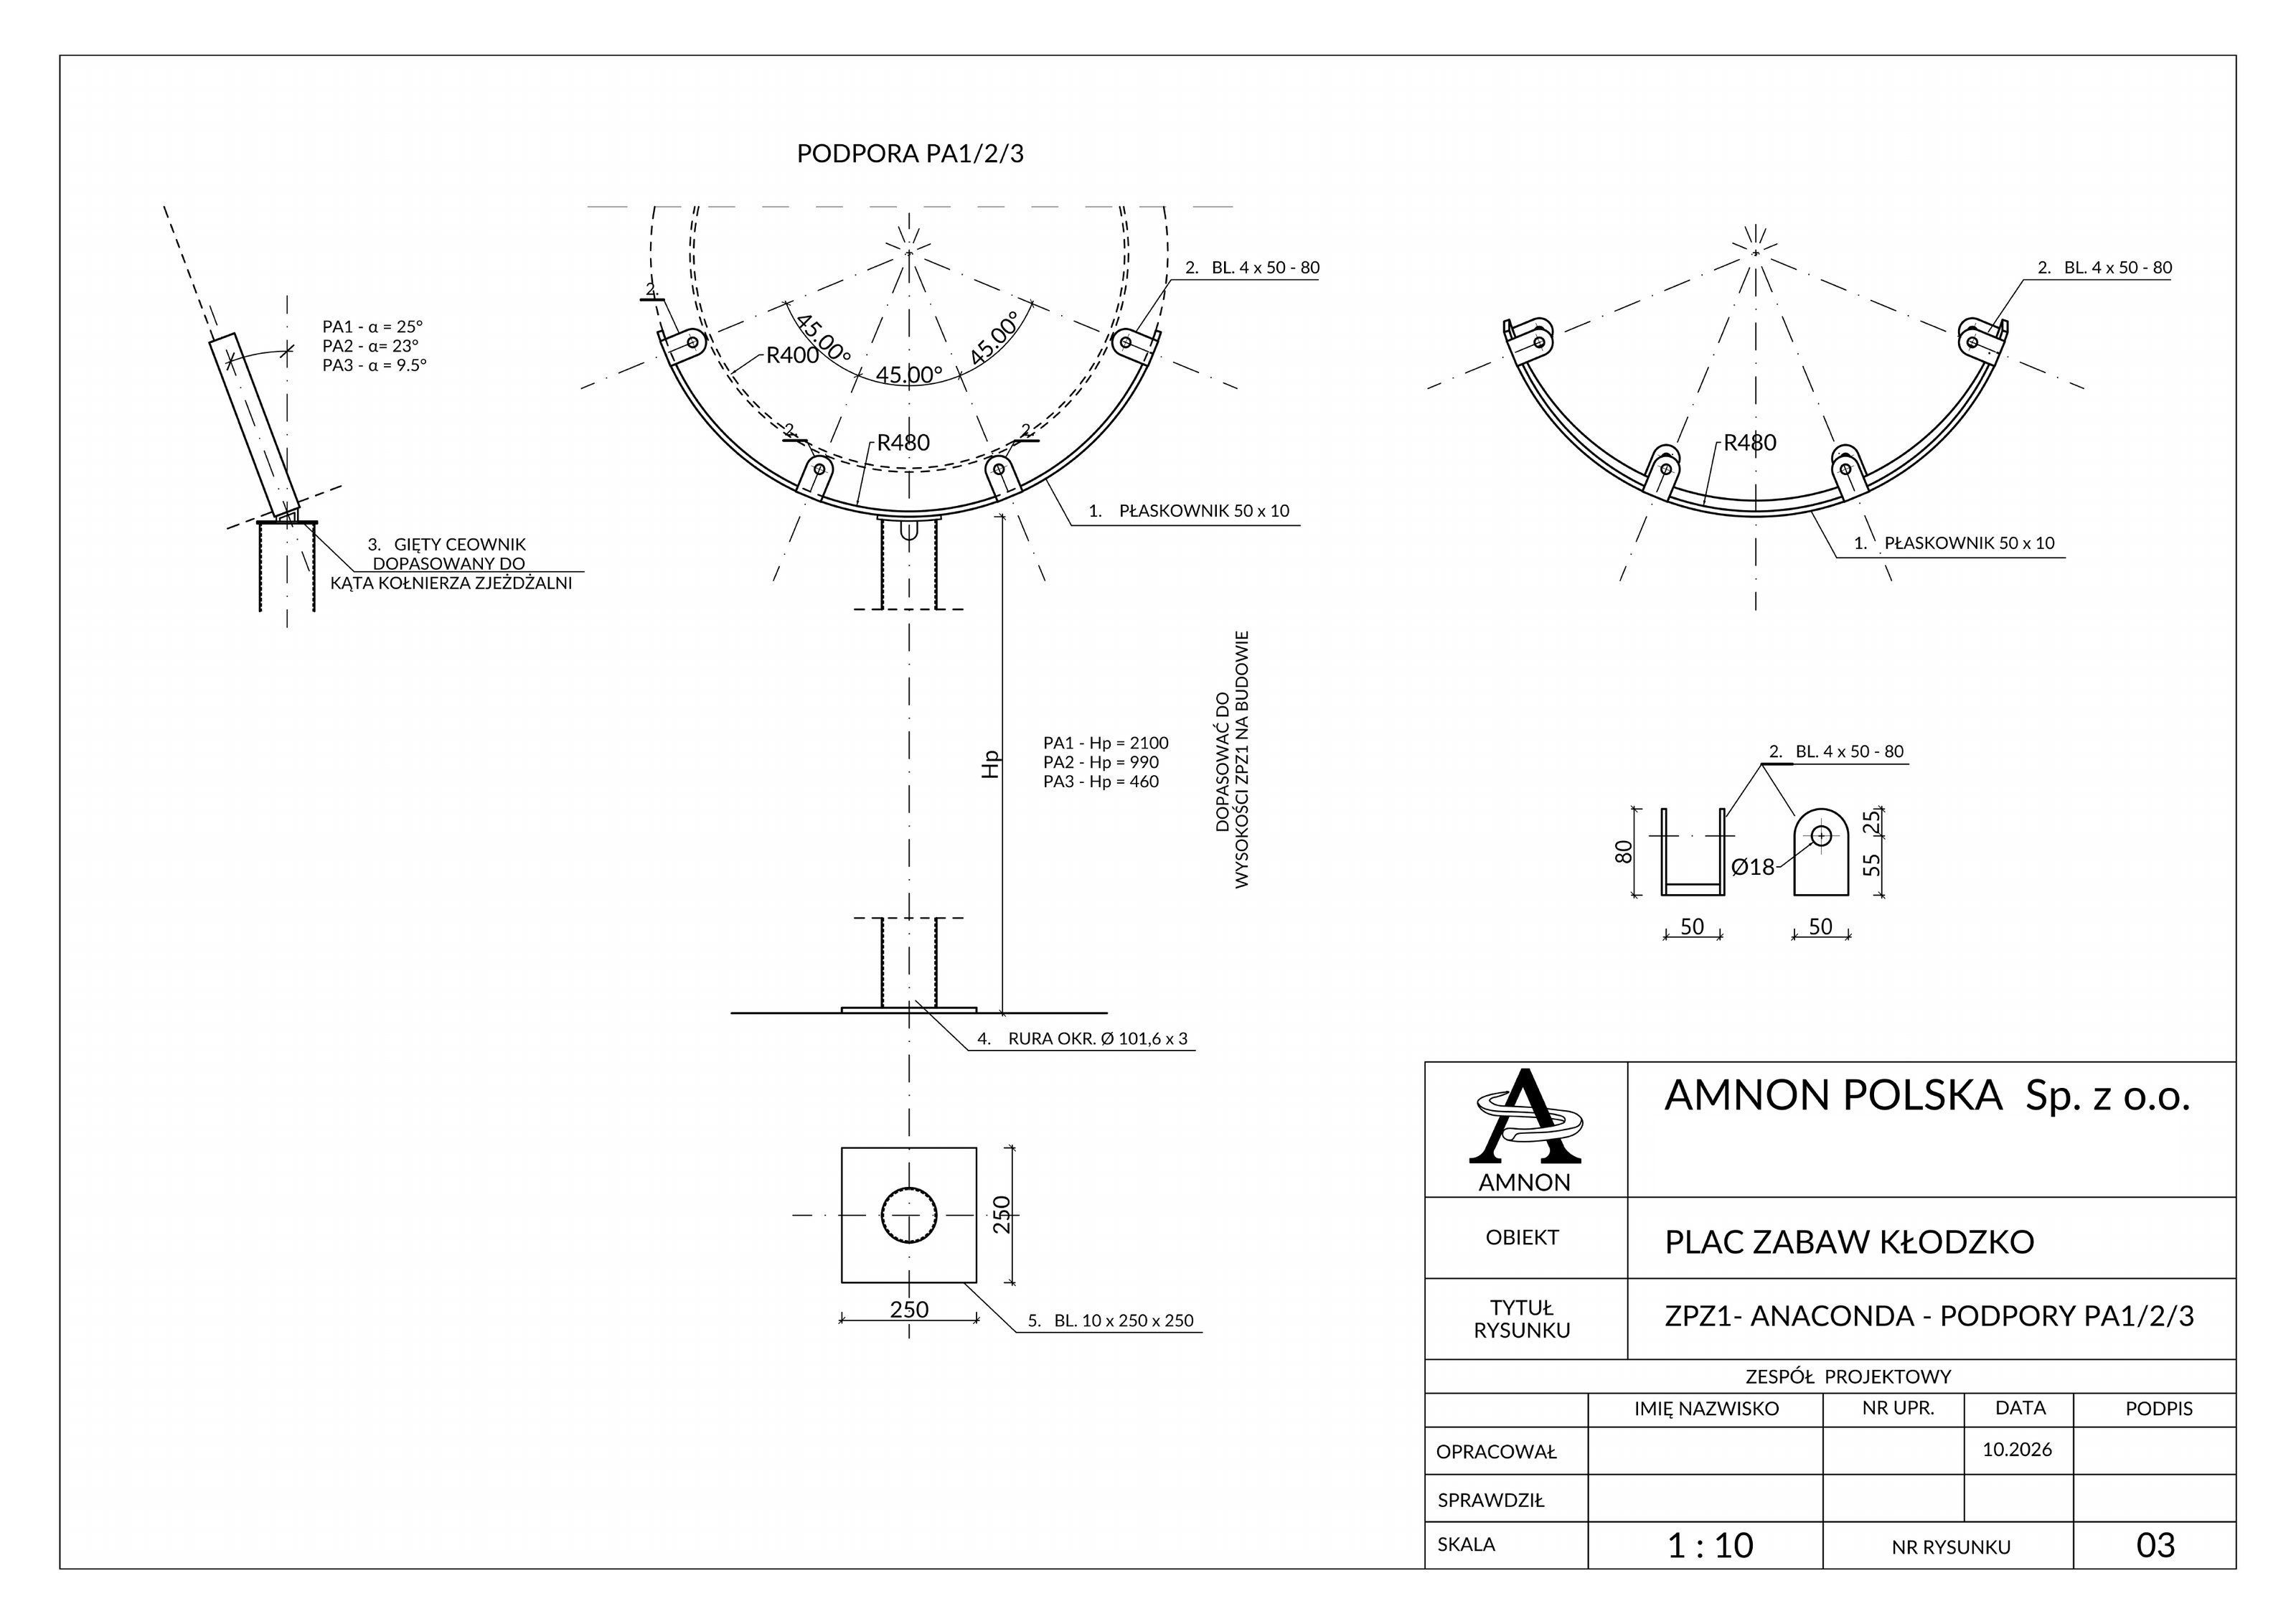 PODPORA PA1/2/3
PA1 - α = 25°
PA2 - α= 23°
PA3 - α = 9.5°
3. GIĘTY CEOWNIK
DOPASOWANY DO
KĄTA KOŁNIERZA ZJEŻDŻALNI
2.
2. BL. 4 x 50 - 80
45.00°
45.00°
45.00°
R400
2.
R480
2.
1. PŁASKOWNIK 50 x 10
Hp
PA1 - Hp = 2100
PA2 - Hp = 990
PA3 - Hp = 460
DOPASOWAĆ DO
WYSOKOŚCI ZPZ1 NA BUDOWIE
4. RURA OKR. Ø 101,6 x 3
250
250
5. BL. 10 x 250 x 250
2. BL. 4 x 50 - 80
R480
1. PŁASKOWNIK 50 x 10
2. BL. 4 x 50 - 80
80
Ø18
25
55
50
50
AMNON
AMNON POLSKA Sp. z o.o.
OBIEKT
PLAC ZABAW KŁODZKO
TYTUŁ
RYSUNKU
ZPZ1- ANACONDA - PODPORY PA1/2/3
ZESPÓŁ PROJEKTOWY
IMIĘ NAZWISKO
NR UPR.
DATA
PODPIS
OPRACOWAŁ
10.2026
SPRAWDZIŁ
SKALA
1 : 10
NR RYSUNKU
03